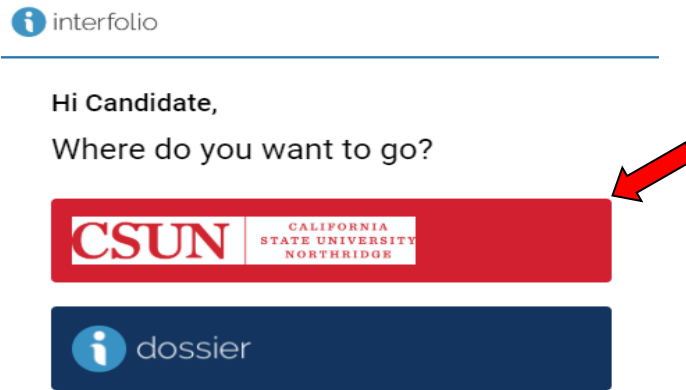 interfolio
Hi Candidate,
Where do you want to go?
CSUN
CALIFORNIA
STATE UNIVERSITY
NORTHRIDGE
dossier